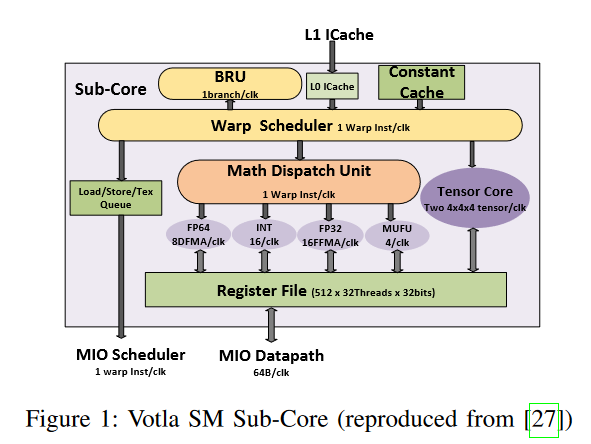 L1 ICache
Sub-Core
BRU
1branch/clk
L0 ICache
Constant
Cache
Warp Scheduler 1 Warp Inst/clk
Load/Store/Tex
Queue
Math Dispatch Unit
1 Warp Inst/clk
Tensor Core
Two 4x4x4 tensor/clk
FP64
8DFMA/clk
INT
16/clk
FP32
16FFMA/clk
MUFU
4/clk
Register File (512 x 32Threads x 32bits)
MIO Scheduler
1 warp Inst/clk
MIO Datapath
64B/clk
Figure 1: Votla SM Sub-Core (reproduced from [27])